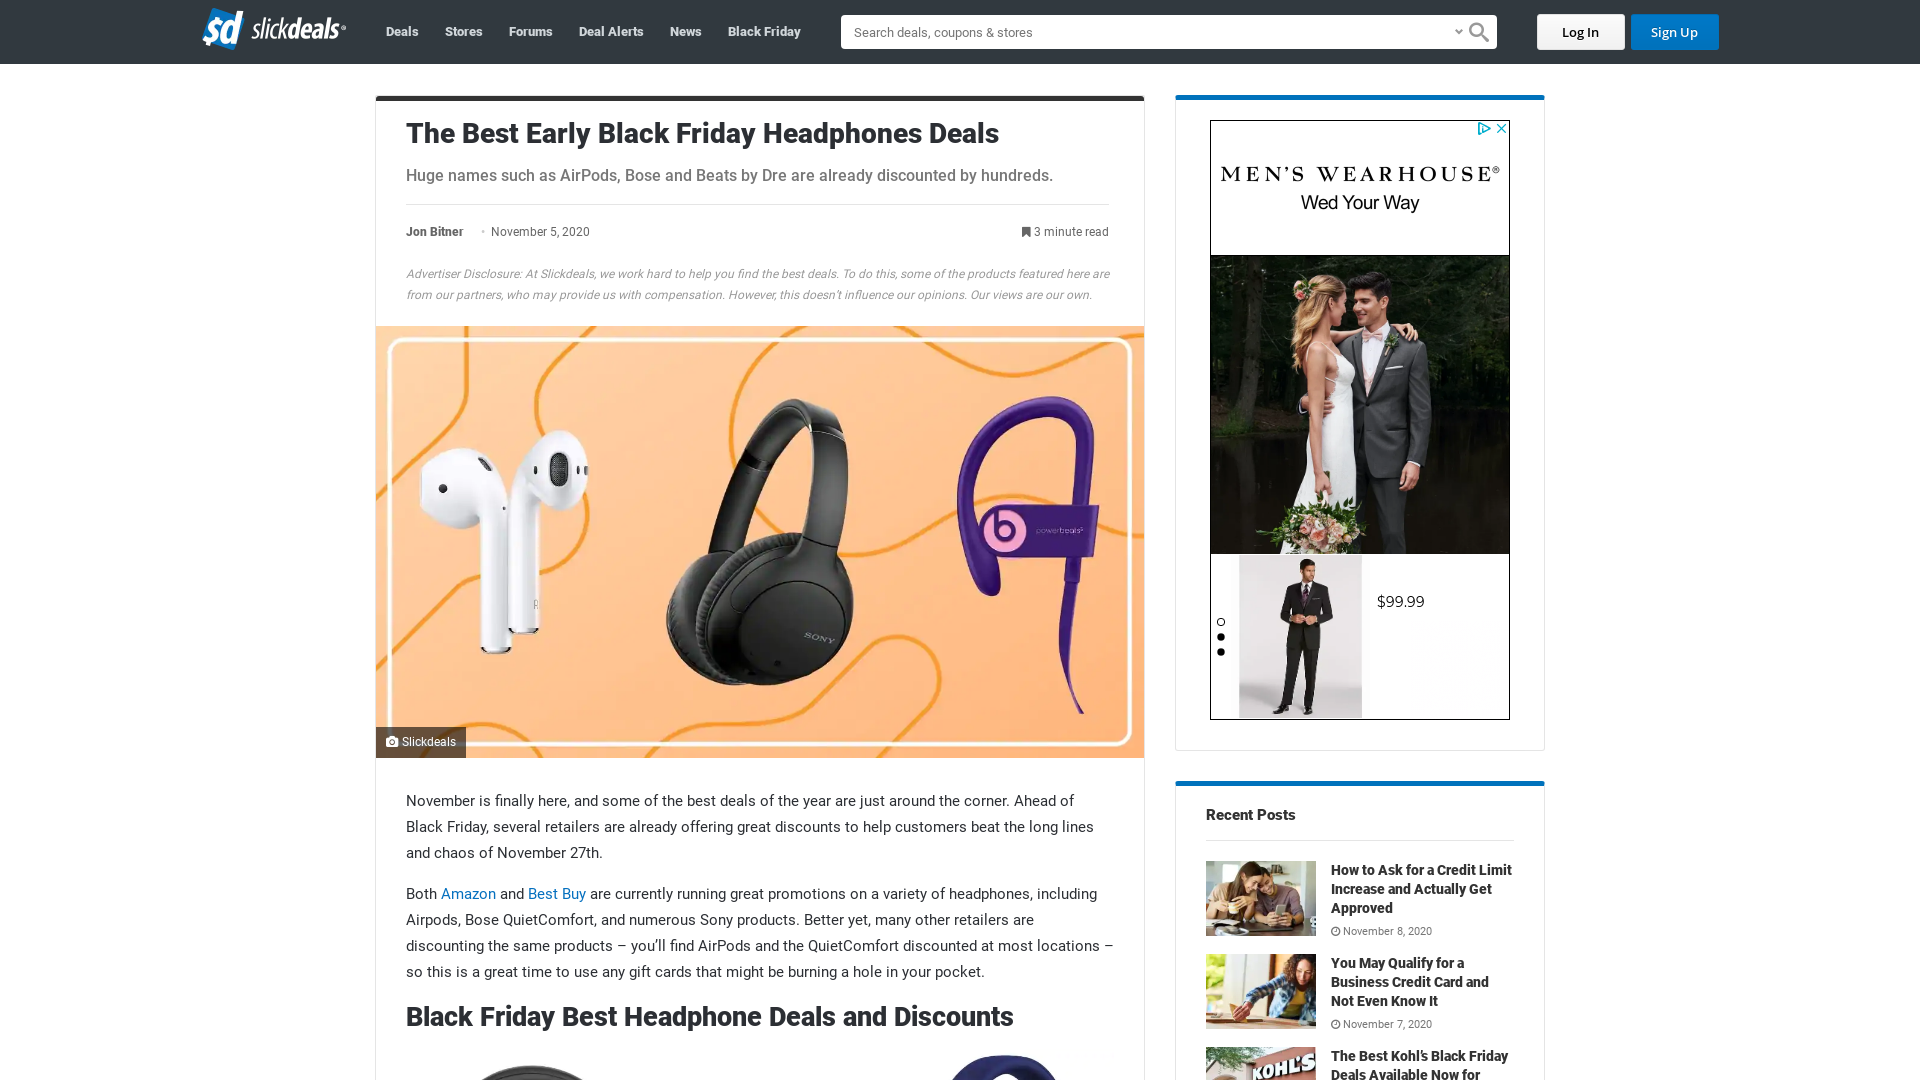 sd slickdeals®
Deals
Stores
Forums
Deal Alerts
News
Black Friday
Search deals, coupons & stores
Log In
Sign Up
The Best Early Black Friday Headphones Deals
Huge names such as AirPods, Bose and Beats by Dre are already discounted by hundreds.
Jon Bitner • November 5, 2020
3 minute read
Advertiser Disclosure: At Slickdeals, we work hard to help you find the best deals. To do this, some of the products featured here are
from our partners, who may provide us with compensation. However, this doesn’t influence our opinions. Our views are our own.
SONY
b
powerbeats3
Slickdeals
November is finally here, and some of the best deals of the year are just around the corner. Ahead of
Black Friday, several retailers are already offering great discounts to help customers beat the long lines
and chaos of November 27th.
Both Amazon and Best Buy are currently running great promotions on a variety of headphones, including
Airpods, Bose QuietComfort, and numerous Sony products. Better yet, many other retailers are
discounting the same products – you’ll find AirPods and the QuietComfort discounted at most locations –
so this is a great time to use any gift cards that might be burning a hole in your pocket.
Black Friday Best Headphone Deals and Discounts
MEN'S WEARHOUSE®
Wed Your Way
$99.99
Recent Posts
How to Ask for a Credit Limit
Increase and Actually Get
Approved
November 8, 2020
You May Qualify for a
Business Credit Card and
Not Even Know It
November 7, 2020
KOHL'S
The Best Kohl’s Black Friday
Deals Available Now for